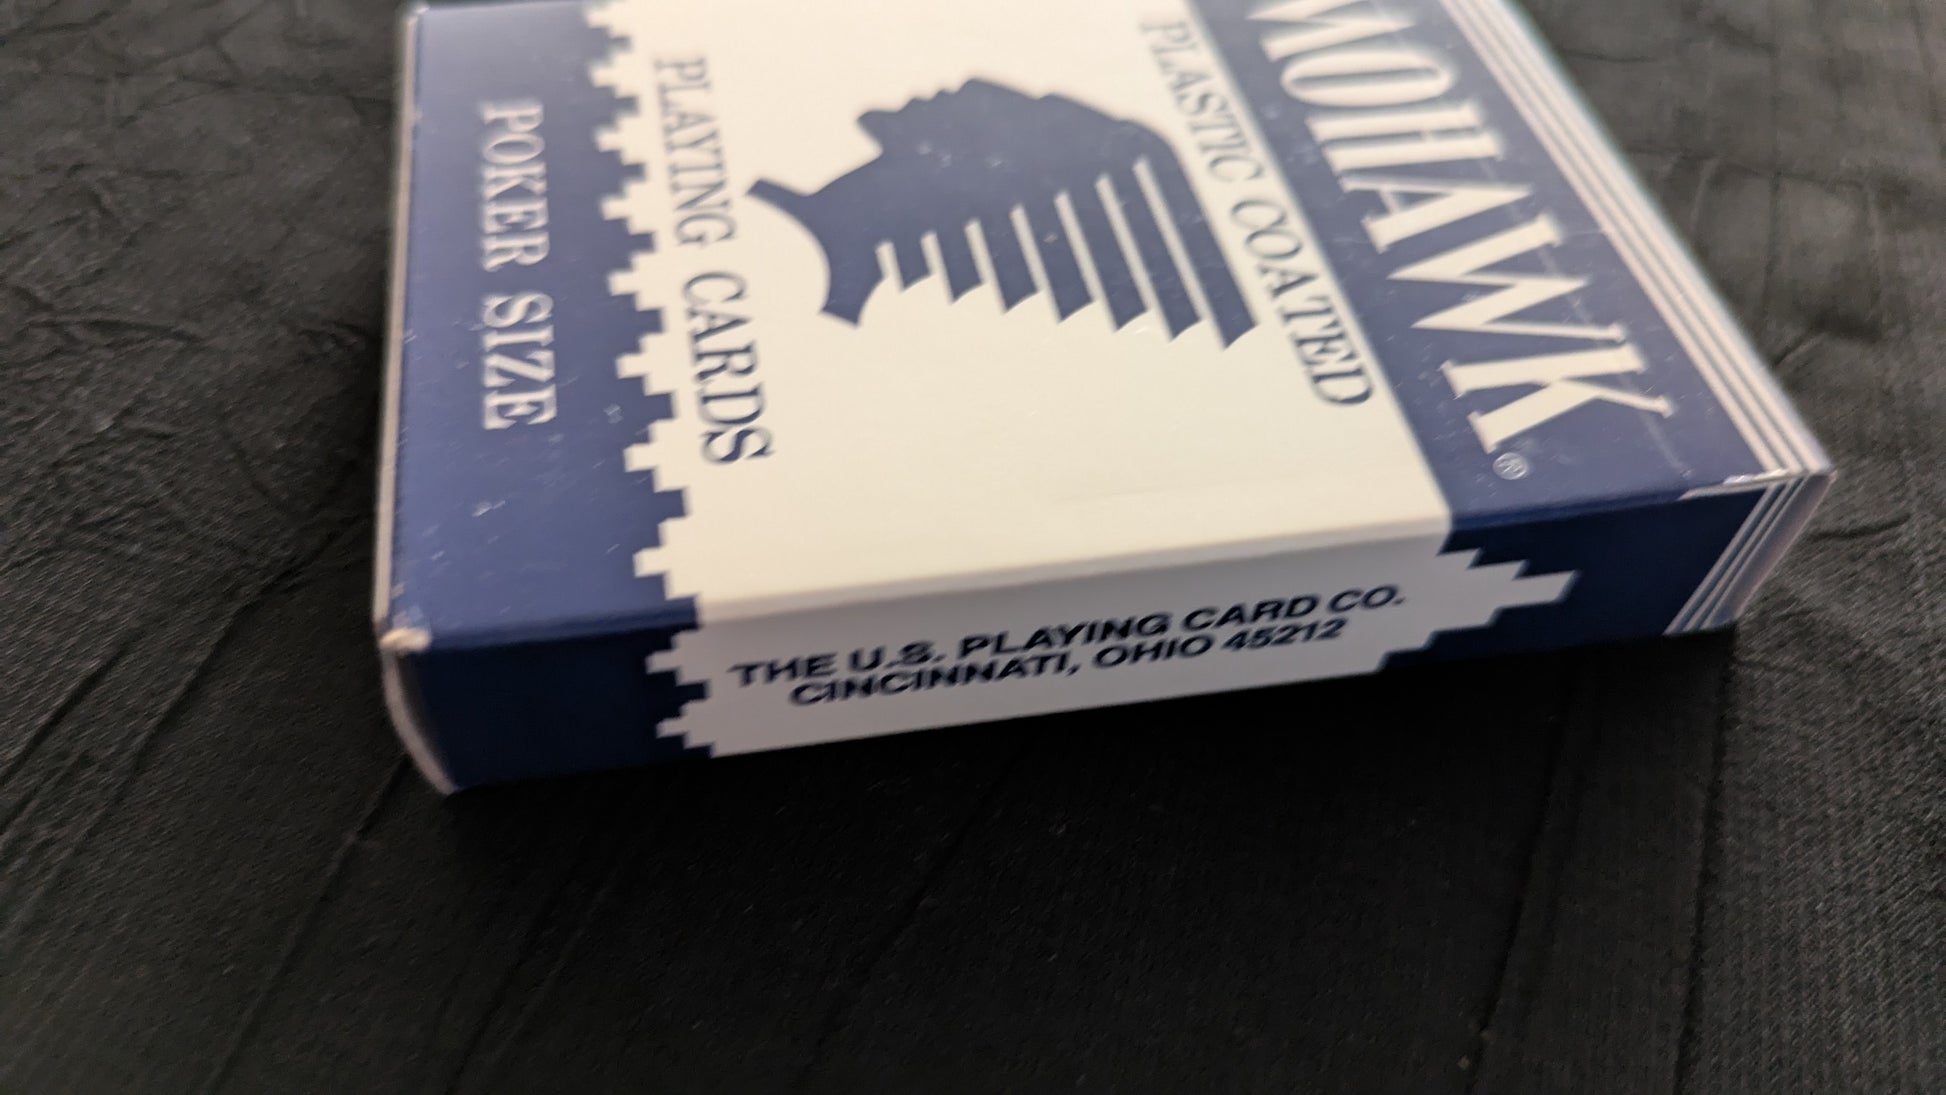 MOHAWK®
PLASTIC COATED
PLAYING CARDS
POKER SIZE
THE U.S. PLAYING CARD CO.
CINCINNATI, OHIO 45212